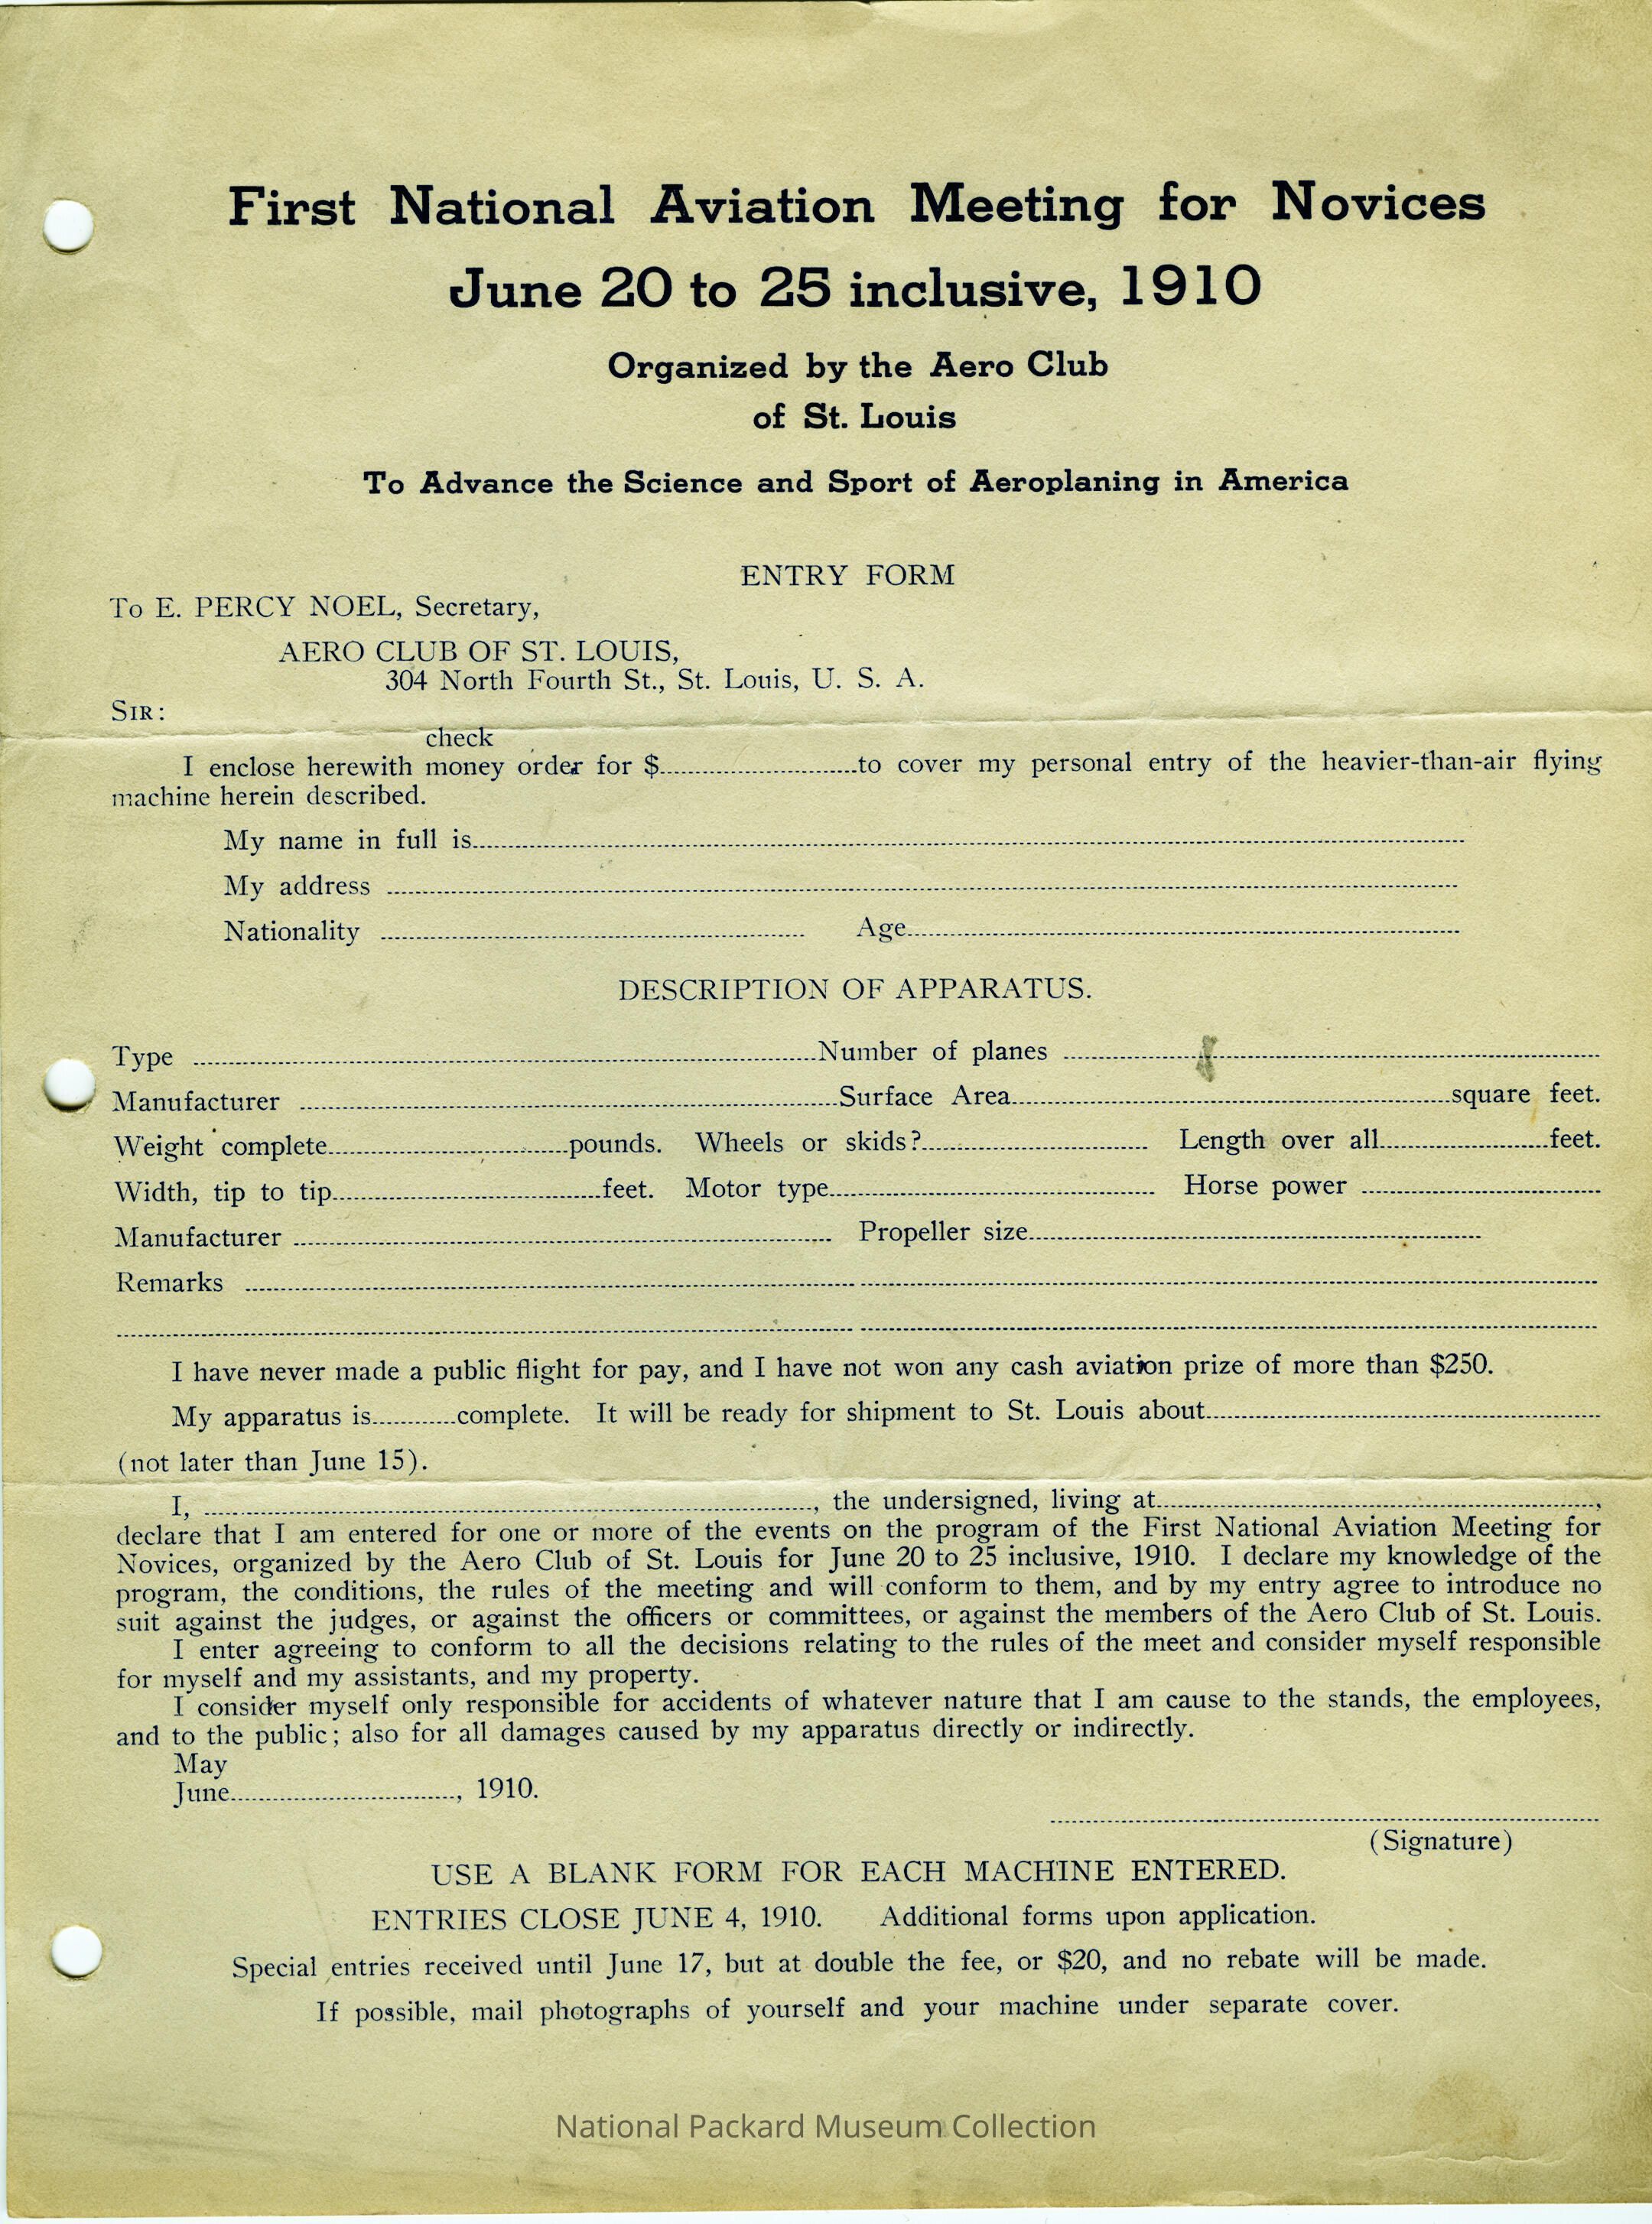 First National Aviation Meeting for Novices
June 20 to 25 inclusive, 1910
Organized by the Aero Club
of St. Louis
To Advance the Science and Sport of Aeroplaning in America
ENTRY FORM
To E. PERCY NOEL, Secretary,
AERO CLUB OF ST. LOUIS,
304 North Fourth St., St. Louis, U. S. A.
SIR:
check
I enclose herewith money order for $..............................to cover my personal entry of the heavier-than-air flying
machine herein described.
My name in full is..............................
My address ..............................
Nationality .............................. Age..............................
DESCRIPTION OF APPARATUS.
Type ..............................Number of planes ..............................
Manufacturer ..............................Surface Area..............................square feet.
Weight complete..............................pounds. Wheels or skids?.............................. Length over all..............................feet.
Width, tip to tip..............................feet. Motor type.............................. Horse power ..............................
Manufacturer .............................. Propeller size..............................
Remarks ..............................
I have never made a public flight for pay, and I have not won any cash aviation prize of more than $250.
My apparatus is............complete. It will be ready for shipment to St. Louis about..............................
(not later than June 15).
I, .............................., the undersigned, living at..............................,
declare that I am entered for one or more of the events on the program of the First National Aviation Meeting for
Novices, organized by the Aero Club of St. Louis for June 20 to 25 inclusive, 1910. I declare my knowledge of the
program, the conditions, the rules of the meeting and will conform to them, and by my entry agree to introduce no
suit against the judges, or against the officers or committees, or against the members of the Aero Club of St. Louis.
I enter agreeing to conform to all the decisions relating to the rules of the meet and consider myself responsible
for myself and my assistants, and my property.
I consider myself only responsible for accidents of whatever nature that I am cause to the stands, the employees,
and to the public; also for all damages caused by my apparatus directly or indirectly.
May
June.............................., 1910.
(Signature)
USE A BLANK FORM FOR EACH MACHINE ENTERED.
ENTRIES CLOSE JUNE 4, 1910. Additional forms upon application.
Special entries received until June 17, but at double the fee, or $20, and no rebate will be made.
If possible, mail photographs of yourself and your machine under separate cover.
National Packard Museum Collection